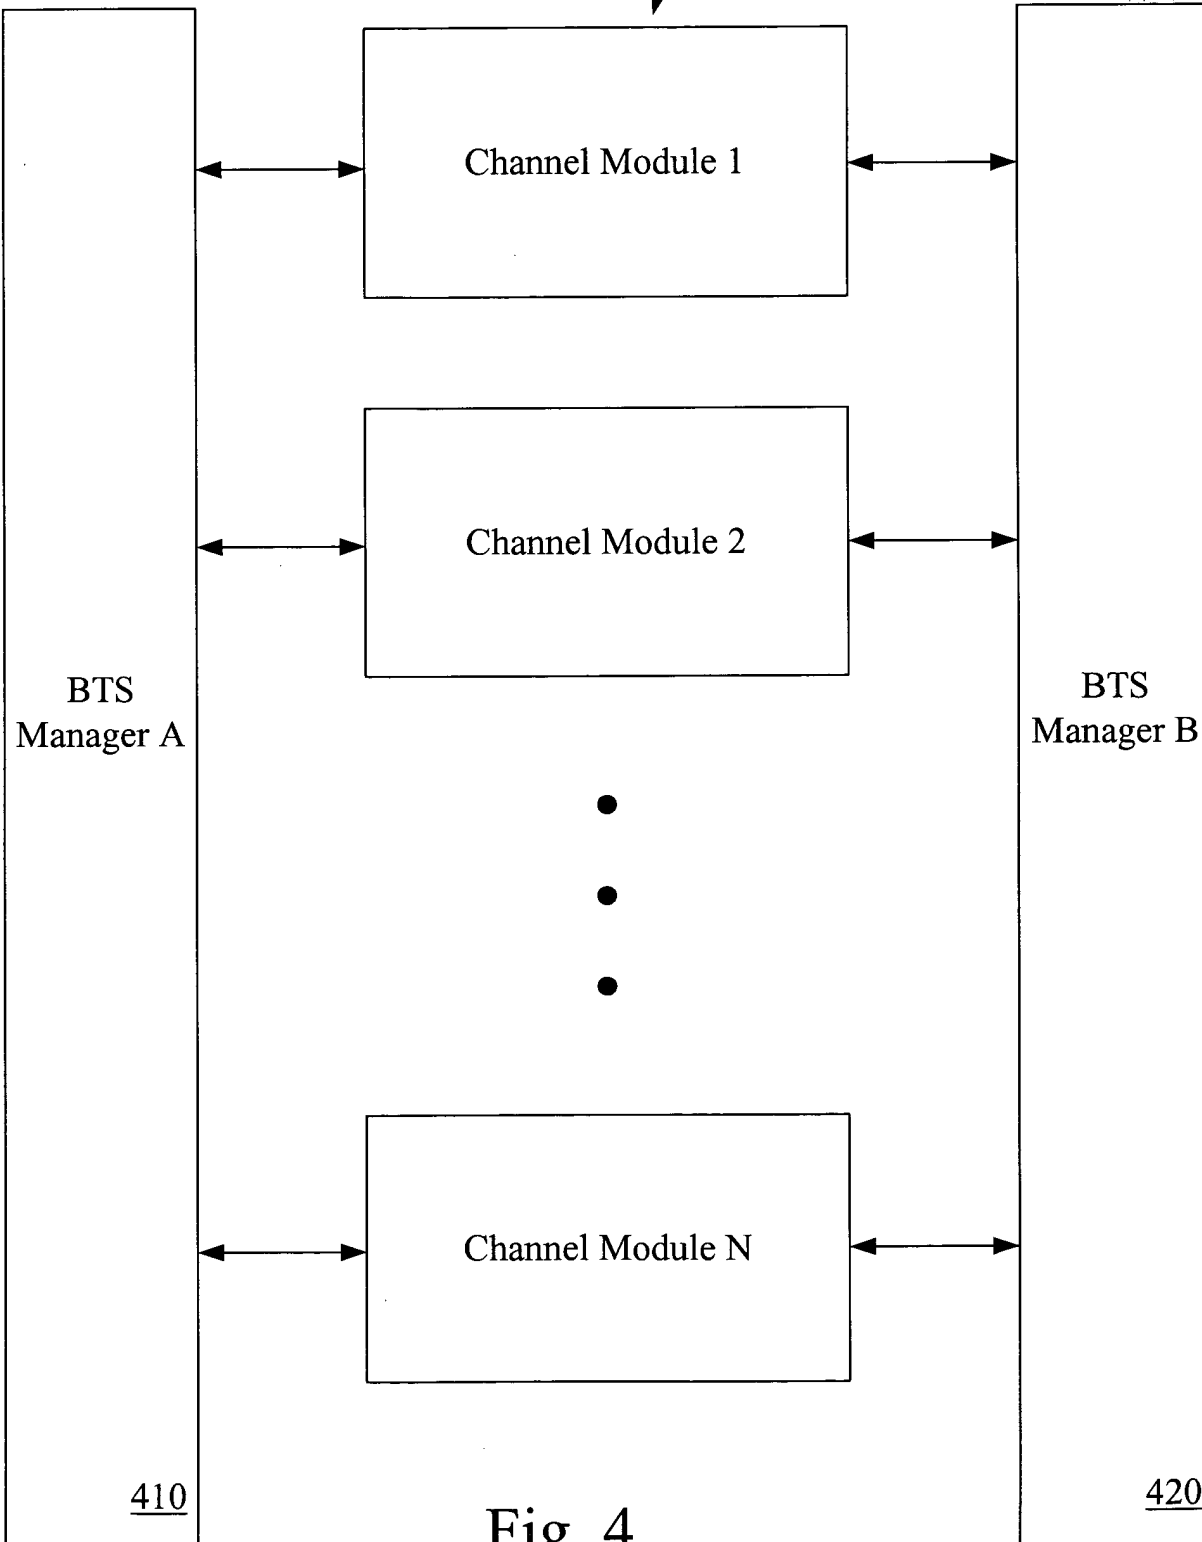 Channel Module 1
Channel Module 2
BTS
Manager A
BTS
Manager B
Channel Module N
410
420
Fig. 4